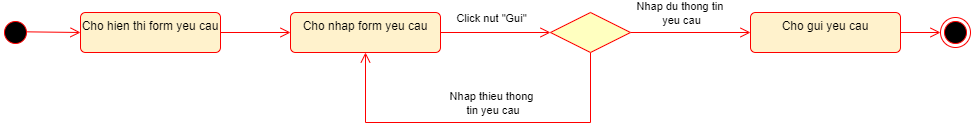 Cho hien thi form yeu cau
Cho nhap form yeu cau
Click nut "Gui"
Nhap du thong tin
yeu cau
Cho gui yeu cau
Nhap thieu thong
tin yeu cau